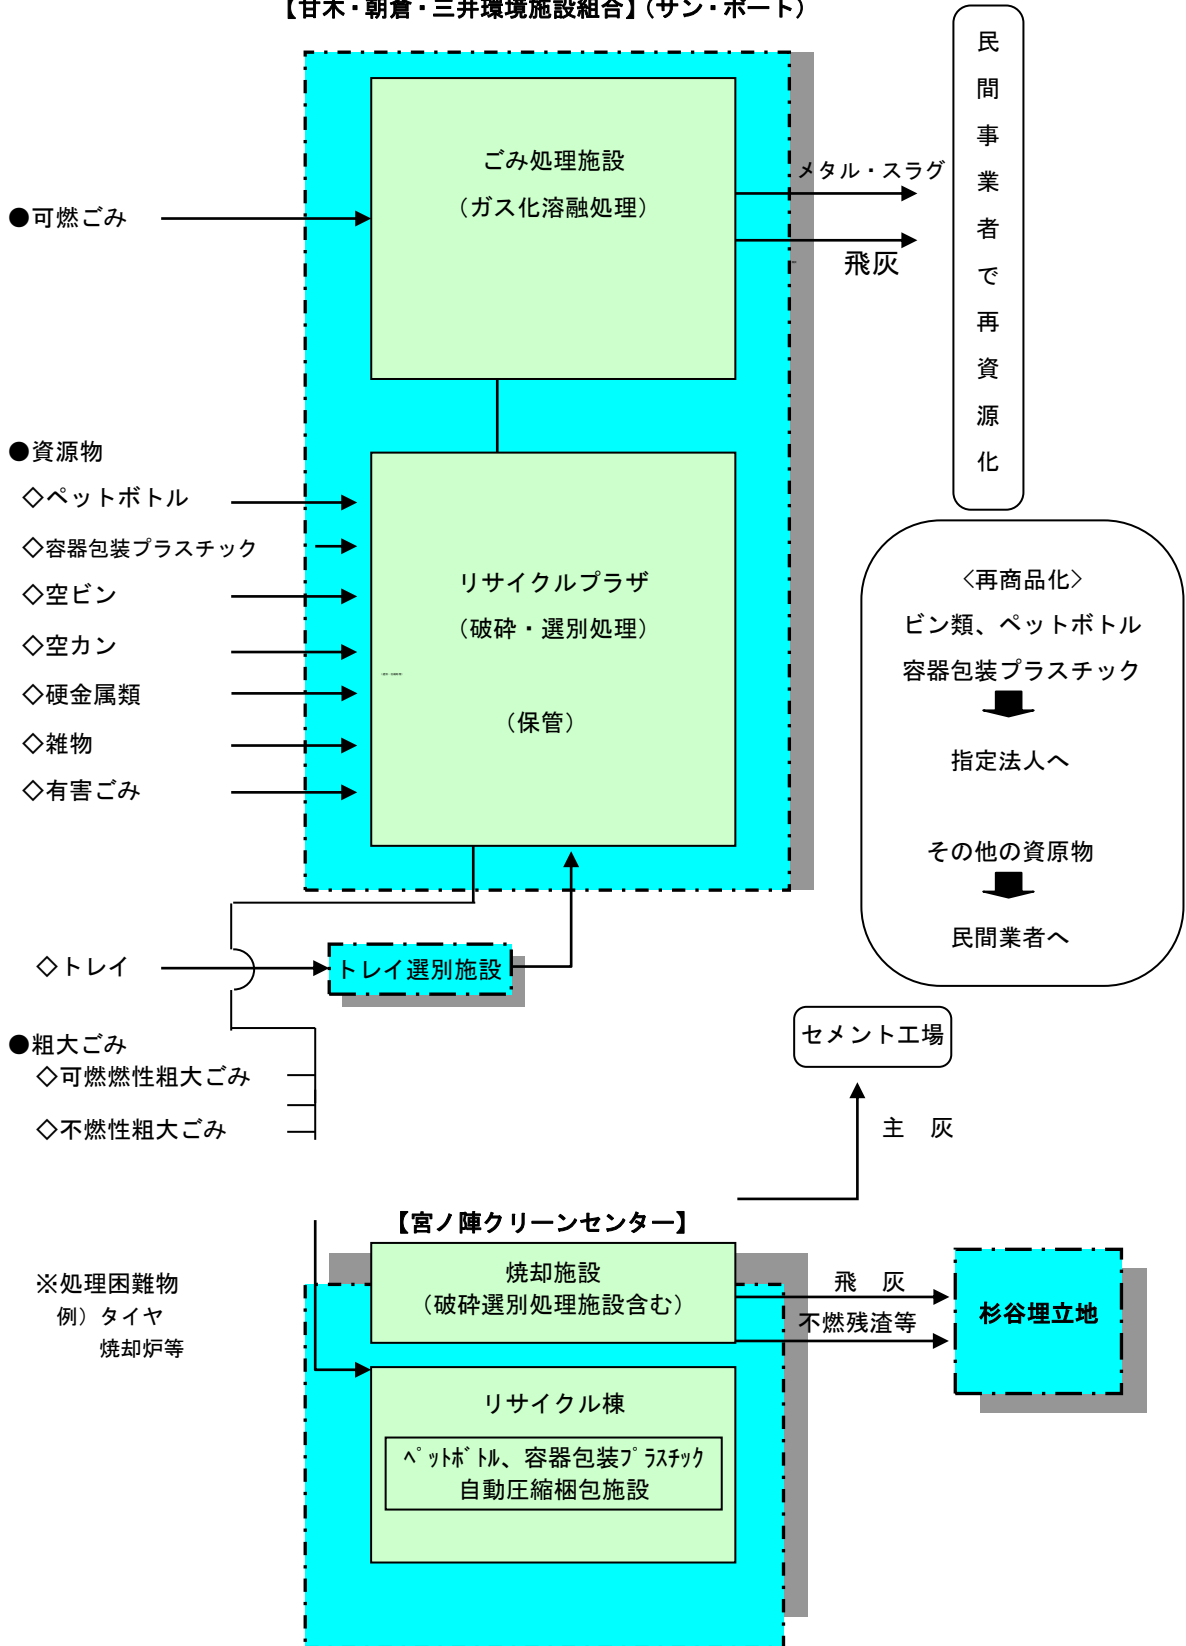 【甘木・朝倉・三井環境施設組合】（サン・ポート）
民間事業者で再資源化
ごみ処理施設
（ガス化溶融処理）
メタル・スラグ
飛灰
●可燃ごみ
●資源物
◇ペットボトル
◇容器包装プラスチック
◇空ビン
◇空カン
◇硬金属類
◇雑物
◇有害ごみ
リサイクルプラザ
（破砕・選別処理）
（保管）
〈再商品化〉
ビン類、ペットボトル
容器包装プラスチック
指定法人へ
その他の資原物
民間業者へ
◇トレイ
トレイ選別施設
セメント工場
●粗大ごみ
◇可燃燃性粗大ごみ
◇不燃性粗大ごみ
主　灰
【宮ノ陣クリーンセンター】
焼却施設
（破砕選別処理施設含む）
飛　灰
不燃残渣等
杉谷埋立地
※処理困難物
例）タイヤ
焼却炉等
リサイクル棟
ﾍﾟｯﾄﾎﾞﾄﾙ、容器包装ﾌﾟﾗｽﾁｯｸ
自動圧縮梱包施設